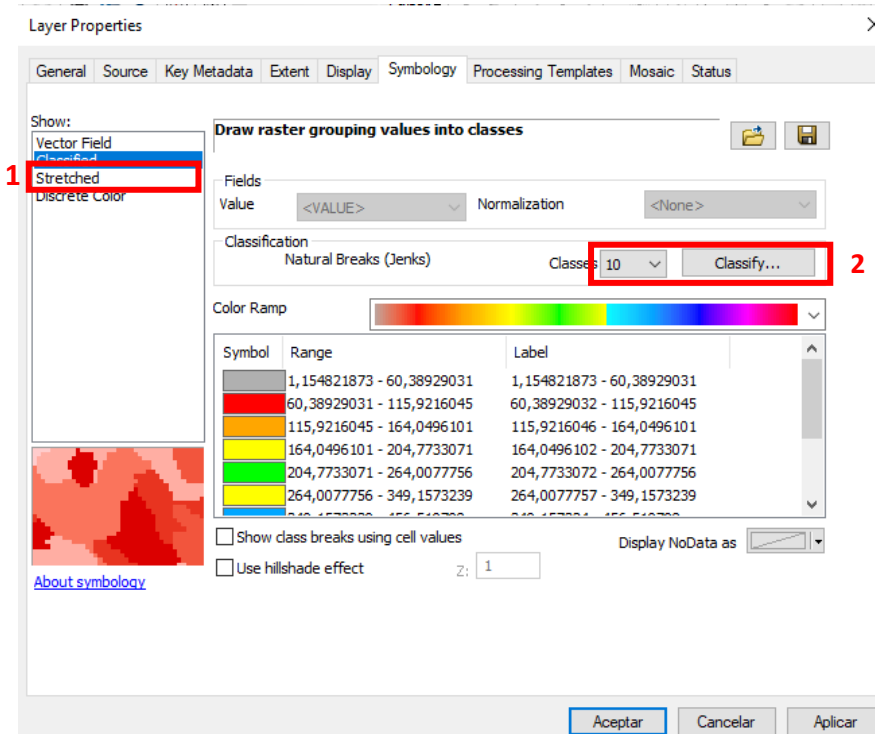 Layer Properties
General Source Key Metadata Extent Display Symbology Processing Templates Mosaic Status
Show:
Vector Field
Classified
Stretched
Discrete Color
1
Draw raster grouping values into classes
Fields
Value <VALUE> Normalization <None>
Classification
Natural Breaks (Jenks) Classes 10 Classify...
2
Color Ramp
Symbol Range Label
1,154821873 - 60,38929031 1,154821873 - 60,38929031
60,38929031 - 115,9216045 60,38929032 - 115,9216045
115,9216045 - 164,0496101 115,9216046 - 164,0496101
164,0496101 - 204,7733071 164,0496102 - 204,7733071
204,7733071 - 264,0077756 204,7733072 - 264,0077756
264,0077756 - 349,1573239 264,0077757 - 349,1573239
Show class breaks using cell values
Display NoData as
Use hillshade effect Z: 1
About symbology
Aceptar Cancelar Aplicar